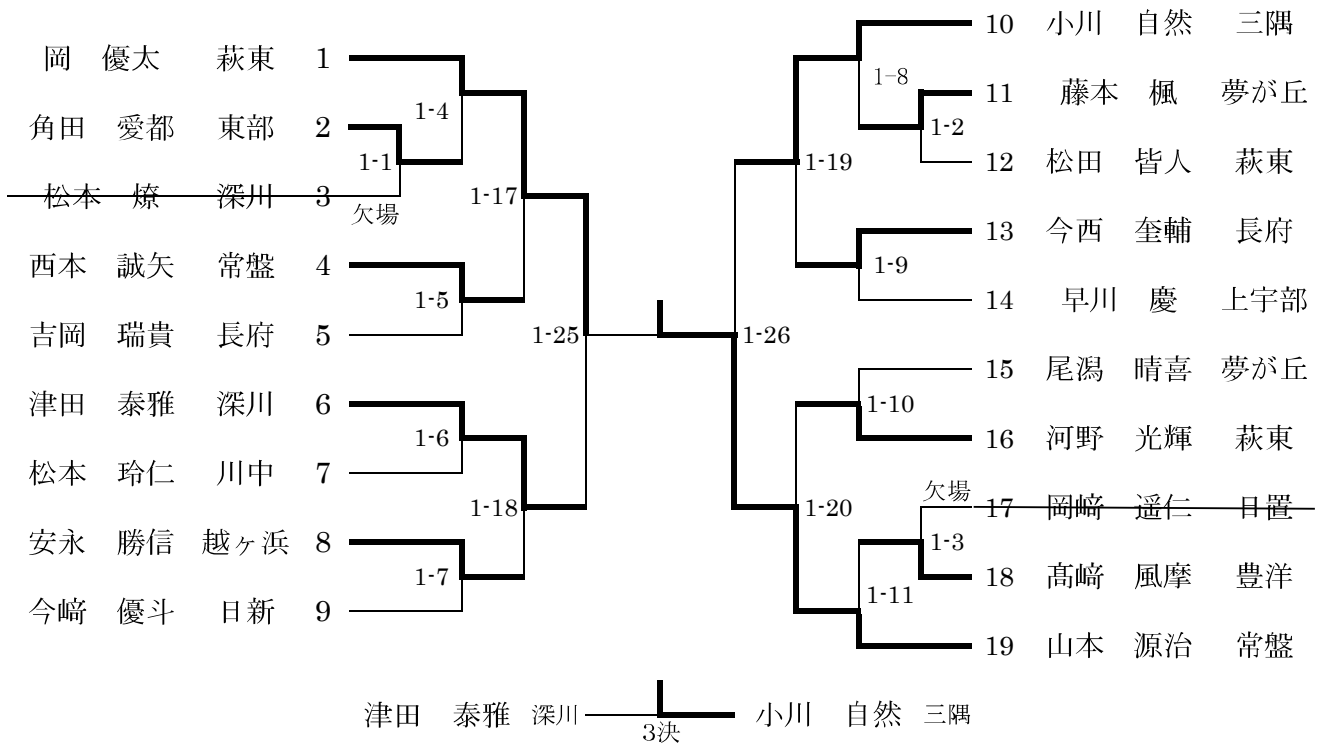 岡 優太 萩東 1
1-4
角田 愛都 東部 2
1-1
松本 燎 深川 3
欠場
1-17
西本 誠矢 常盤 4
1-5
吉岡 瑞貴 長府 5
1-25
津田 泰雅 深川 6
1-6
松本 玲仁 川中 7
1-18
安永 勝信 越ヶ浜 8
1-7
今﨑 優斗 日新 9
10 小川 自然 三隅
1-8
11 藤本 楓 夢が丘
1-2
12 松田 皆人 萩東
1-19
13 今西 奎輔 長府
1-9
14 早川 慶 上宇部
1-26
15 尾潟 晴喜 夢が丘
1-10
16 河野 光輝 萩東
欠場
17 岡﨑 遥仁 日置
1-20
1-3
18 髙﨑 風摩 豊洋
1-11
19 山本 源治 常盤
津田 泰雅 深川 小川 自然 三隅
3決